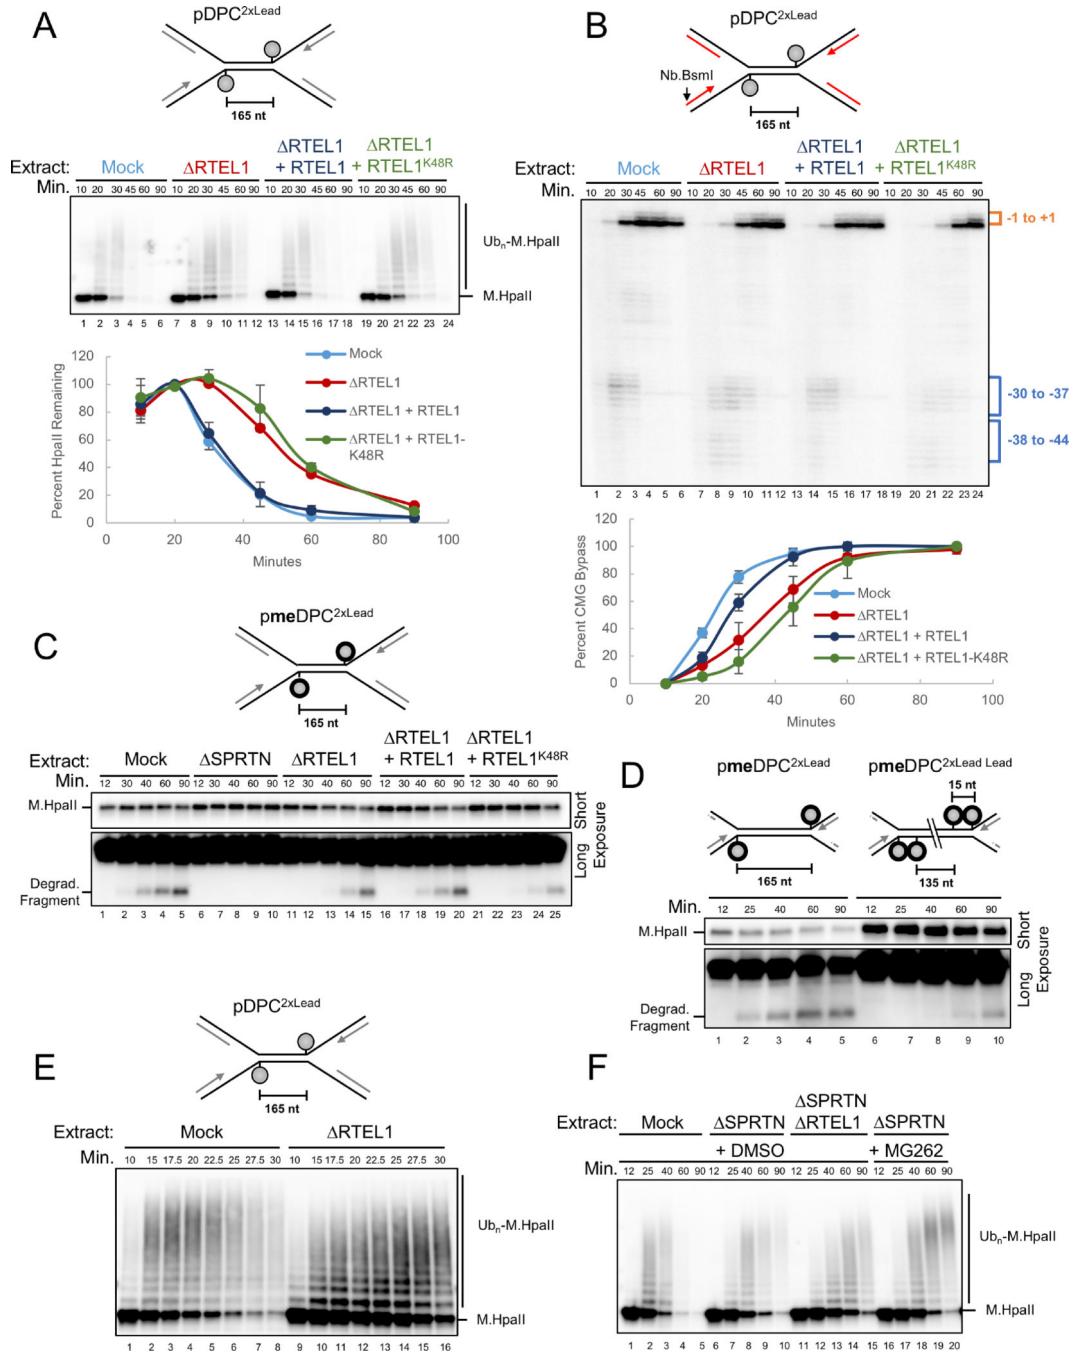 A
pDPC2xLead
165 nt
ΔRTEL1 ΔRTEL1
Extract: Mock ΔRTEL1 + RTEL1 + RTEL1K48R
Min. 10 20 30 45 60 90 10 20 30 45 60 90 10 20 30 45 60 90 10 20 30 45 60 90
Ubn-M.HpaII
M.HpaII
1 2 3 4 5 6 7 8 9 10 11 12 13 14 15 16 17 18 19 20 21 22 23 24
Percent HpaII Remaining
120
100
80
60
40
20
0
0 20 40 60 80 100
Minutes
Mock
ΔRTEL1
ΔRTEL1 + RTEL1
ΔRTEL1 + RTEL1-
K48R
B
pDPC2xLead
Nb.BsmI
165 nt
ΔRTEL1 ΔRTEL1
Extract: Mock ΔRTEL1 + RTEL1 + RTEL1K48R
Min. 10 20 30 45 60 90 10 20 30 45 60 90 10 20 30 45 60 90 10 20 30 45 60 90
-1 to +1
-30 to -37
-38 to -44
1 2 3 4 5 6 7 8 9 10 11 12 13 14 15 16 17 18 19 20 21 22 23 24
Percent CMG Bypass
120
100
80
60
40
20
0
0 20 40 60 80 100
Minutes
Mock
ΔRTEL1
ΔRTEL1 + RTEL1
ΔRTEL1 + RTEL1-K48R
C
pmeDPC2xLead
165 nt
ΔRTEL1 ΔRTEL1
Extract: Mock ΔSPRTN ΔRTEL1 + RTEL1 + RTEL1K48R
Min. 12 30 40 60 90 12 30 40 60 90 12 30 40 60 90 12 30 40 60 90 12 30 40 60 90
M.HpaII
Short
Long
Exposure
Degrad.
Fragment
1 2 3 4 5 6 7 8 9 10 11 12 13 14 15 16 17 18 19 20 21 22 23 24 25
D
pmeDPC2xLead pmeDPC2xLead Lead
15 nt
165 nt
135 nt
Min. 12 25 40 60 90 12 25 40 60 90
M.HpaII
Short
Long
Exposure
Degrad.
Fragment
1 2 3 4 5 6 7 8 9 10
E
pDPC2xLead
165 nt
Extract: Mock ΔRTEL1
Min. 10 15 17.5 20 22.5 25 27.5 30 10 15 17.5 20 22.5 25 27.5 30
Ubn-M.HpaII
M.HpaII
1 2 3 4 5 6 7 8 9 10 11 12 13 14 15 16
F
ΔSPRTN
Extract: Mock ΔSPRTN ΔRTEL1 ΔSPRTN
+ DMSO + MG262
Min. 12 25 40 60 90 12 25 40 60 90 12 25 40 60 90 12 25 40 60 90
Ubn-M.HpaII
M.HpaII
1 2 3 4 5 6 7 8 9 10 11 12 13 14 15 16 17 18 19 20